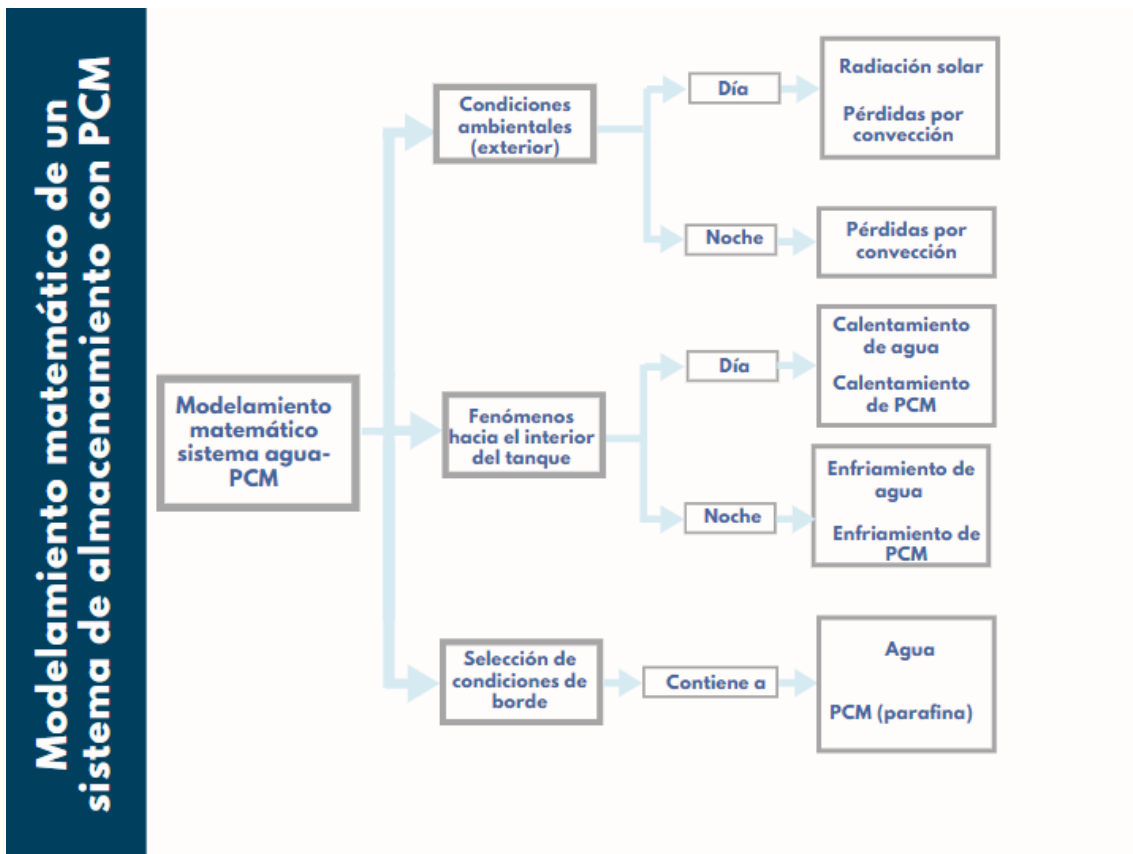 Modelamiento matemático de un
sistema de almacenamiento con PCM
Modelamiento
matemático
sistema agua-
PCM
Condiciones
ambientales
(exterior)
Día
Radiación solar
Pérdidas por
convección
Noche
Pérdidas por
convección
Fenómenos
hacia el interior
del tanque
Día
Calentamiento
de agua
Calentamiento
de PCM
Noche
Enfriamiento de
agua
Enfriamiento de
PCM
Selección de
condiciones de
borde
Contiene a
Agua
PCM (parafina)